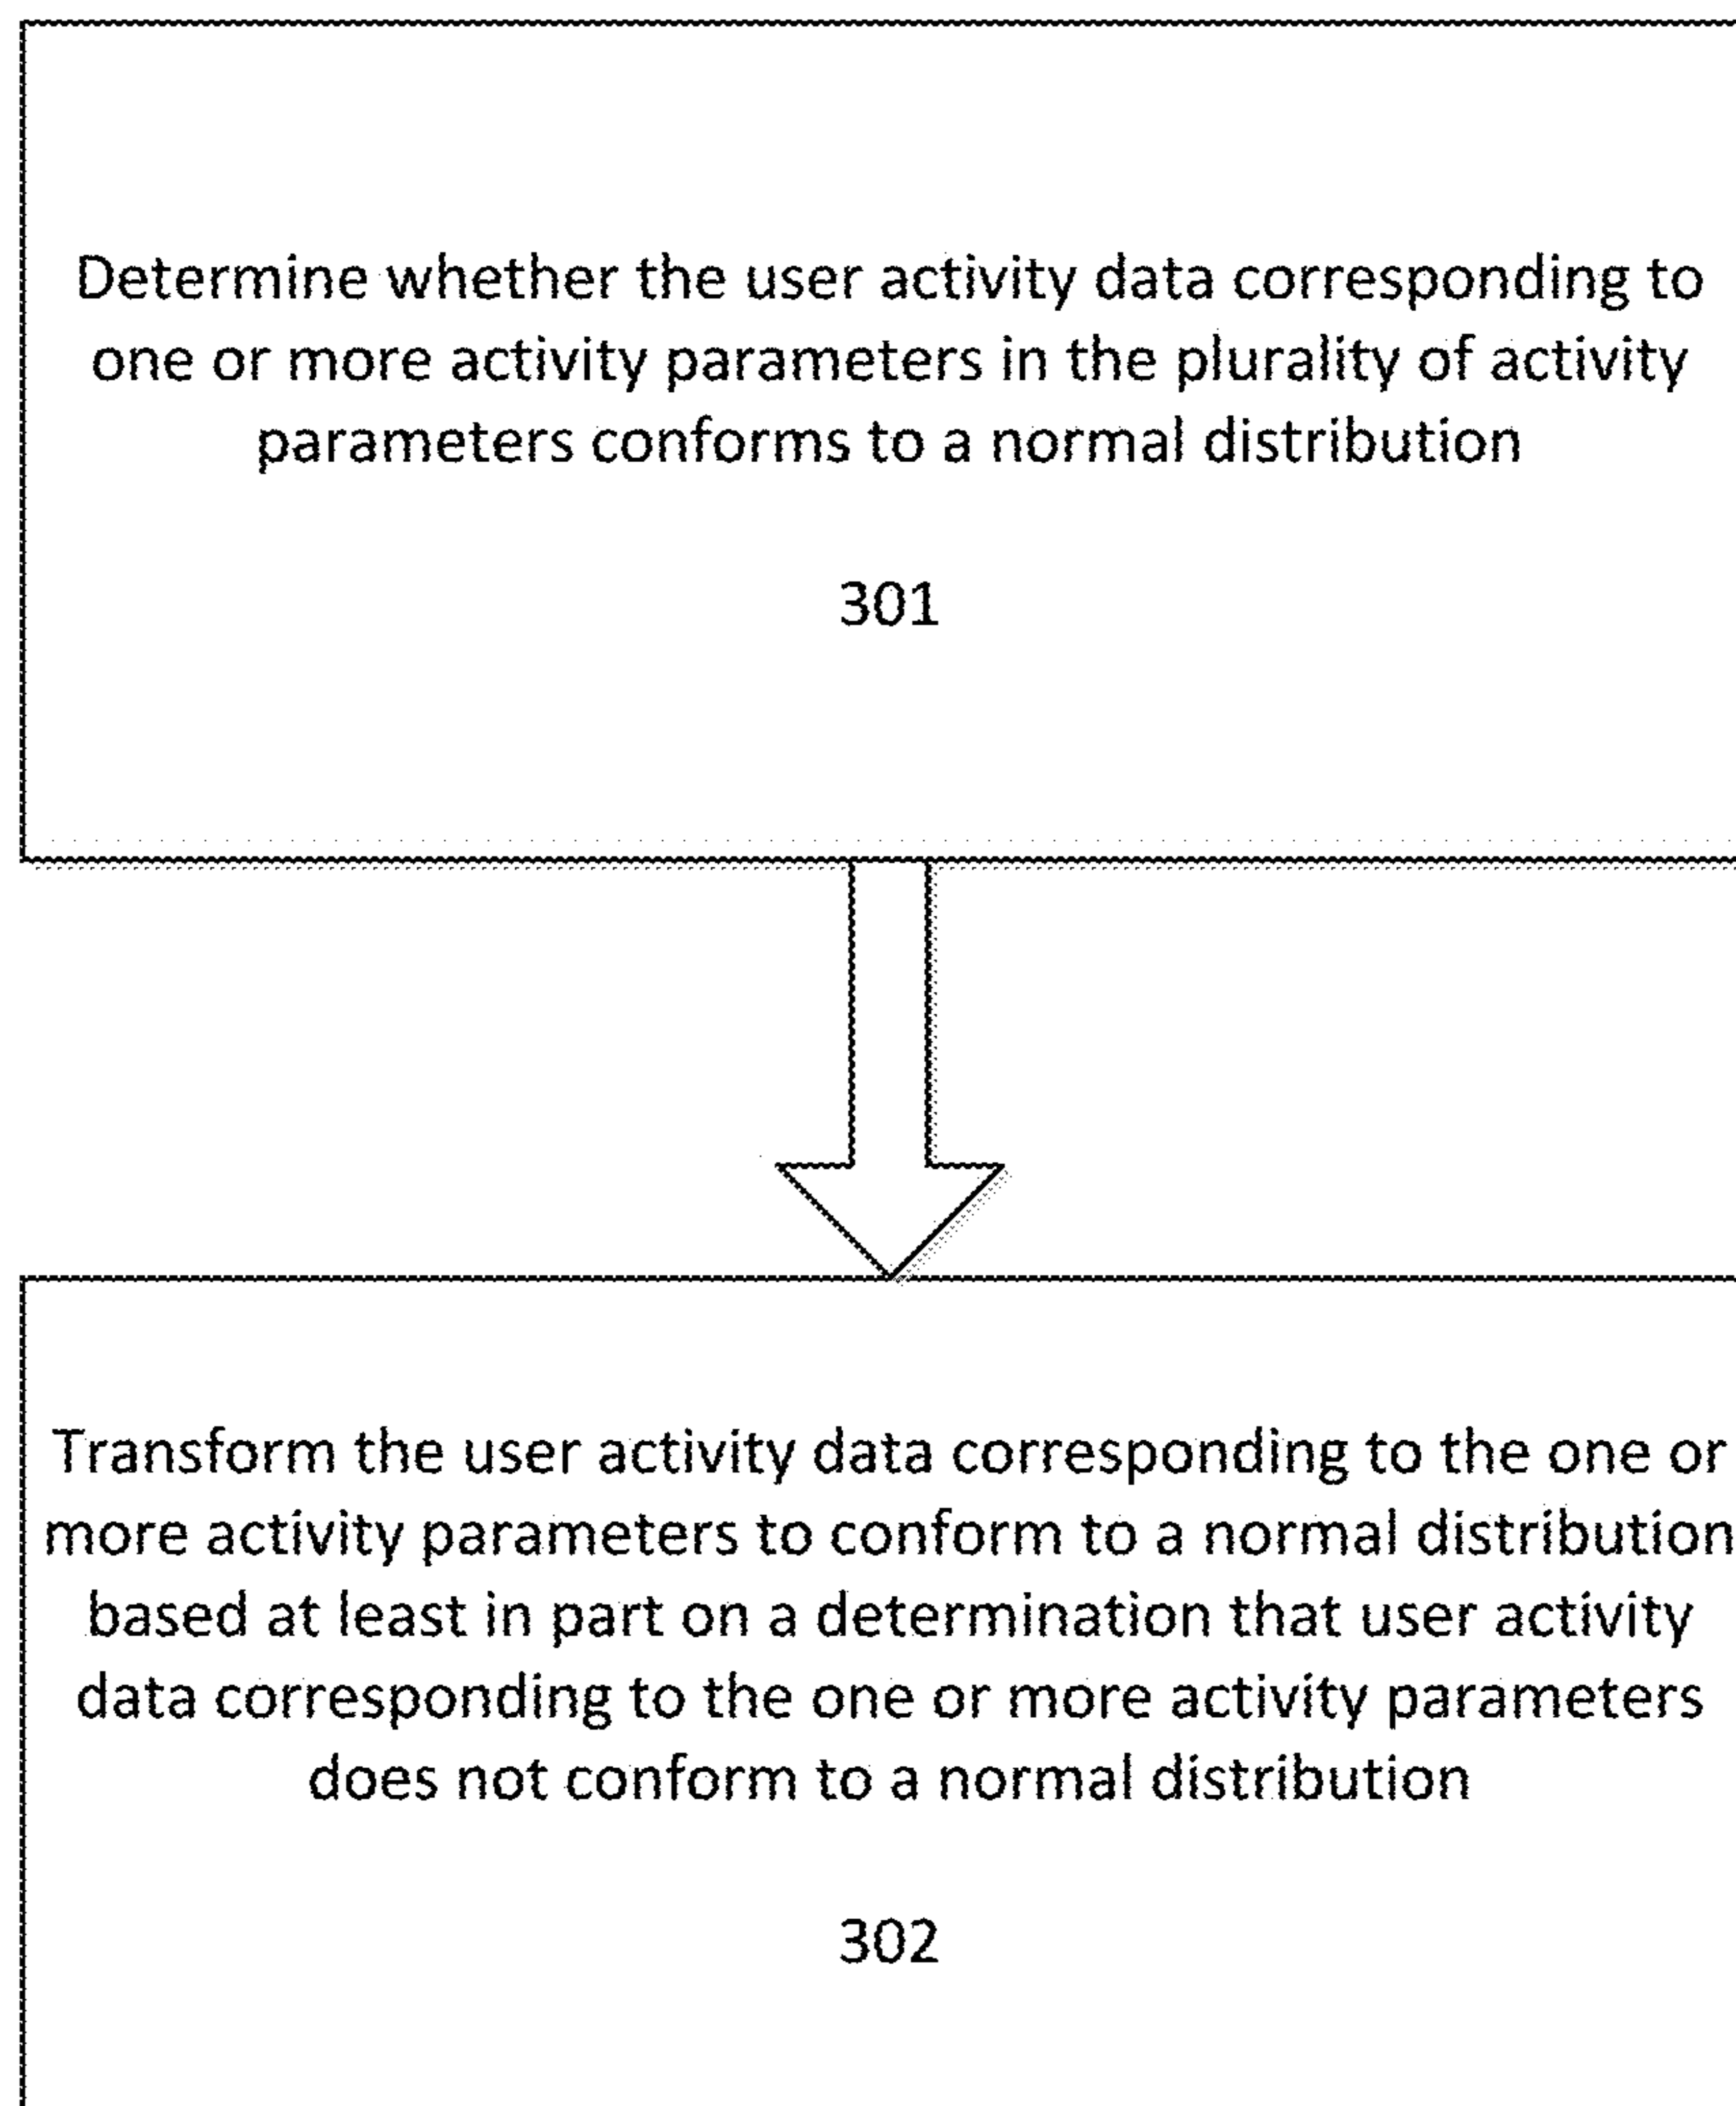 Determine whether the user activity data corresponding to
one or more activity parameters in the plurality of activity
parameters conforms to a normal distribution
301
Transform the user activity data corresponding to the one or
more activity parameters to conform to a normal distribution
based at least in part on a determination that user activity
data corresponding to the one or more activity parameters
does not conform to a normal distribution
302